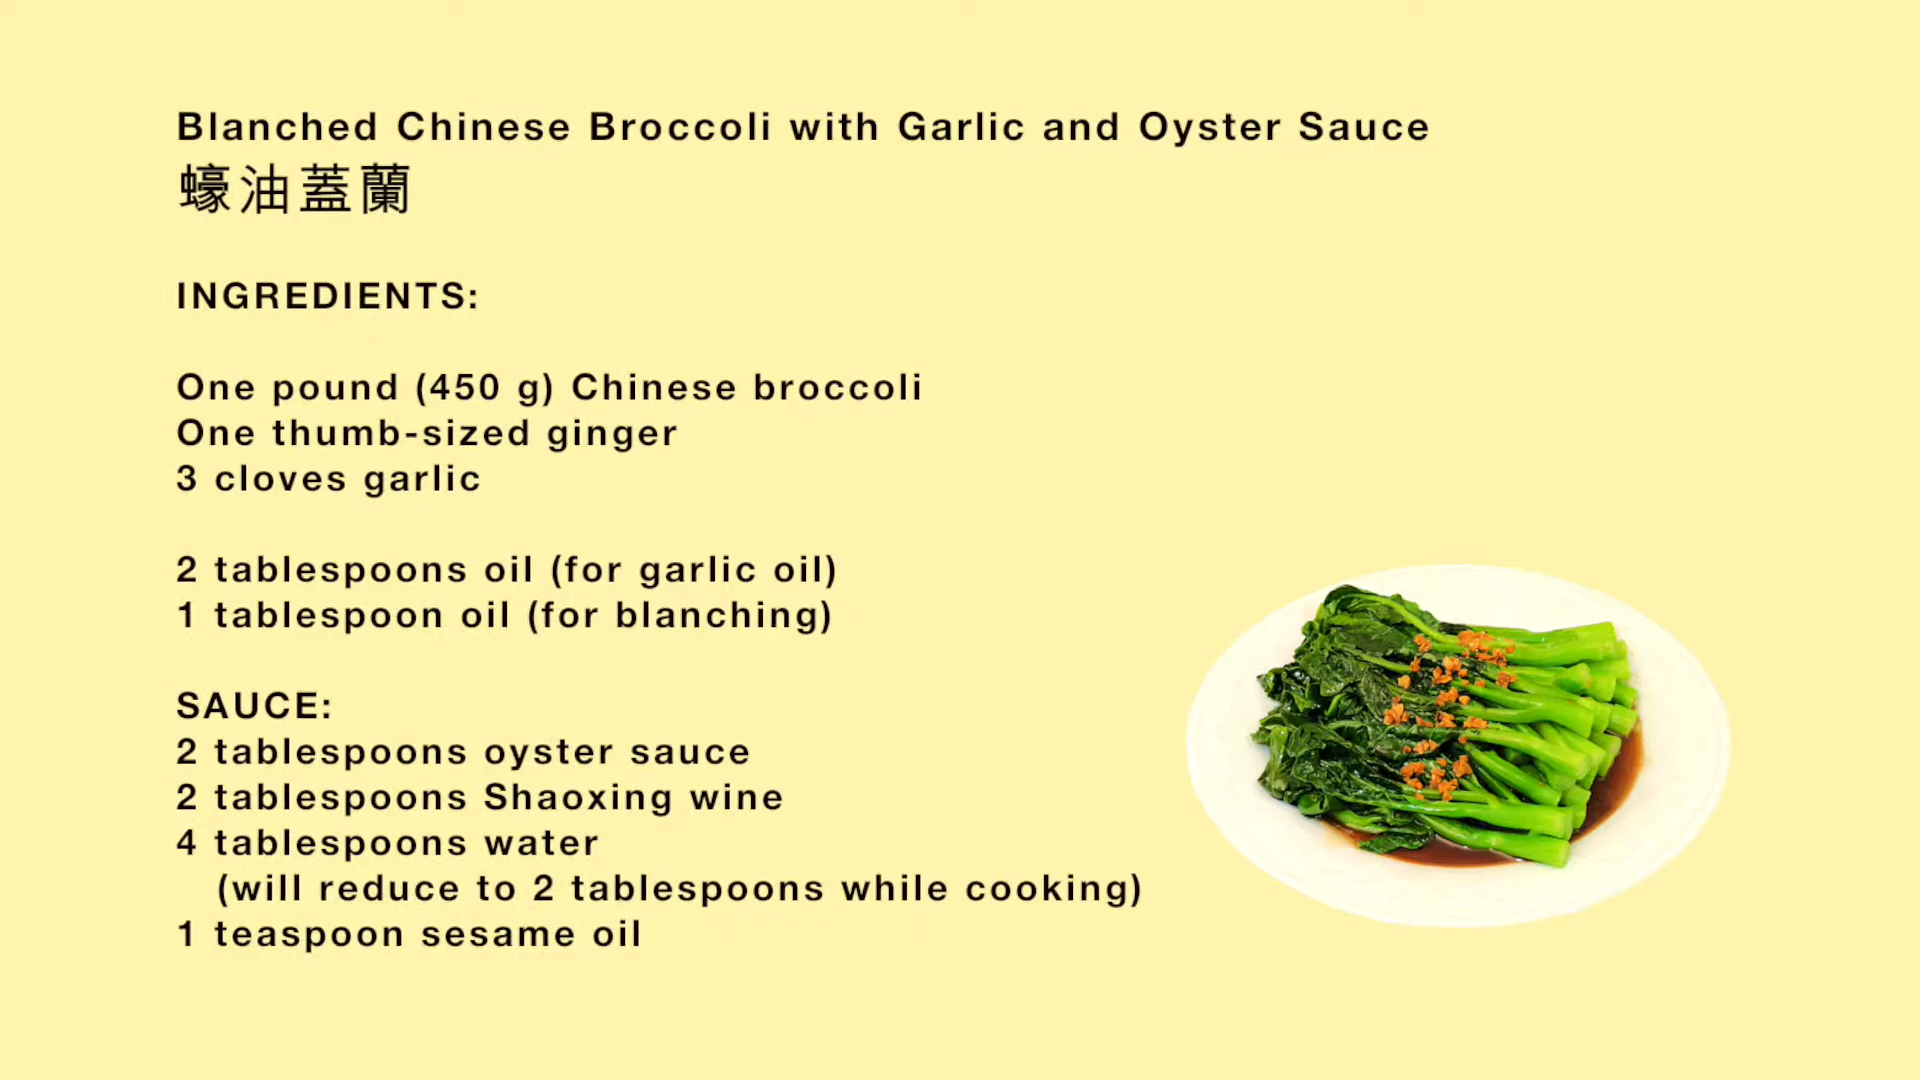 Blanched Chinese Broccoli with Garlic and Oyster Sauce
蠔油蓋蘭
INGREDIENTS:
One pound (450 g) Chinese broccoli
One thumb-sized ginger
3 cloves garlic
2 tablespoons oil (for garlic oil)
1 tablespoon oil (for blanching)
SAUCE:
2 tablespoons oyster sauce
2 tablespoons Shaoxing wine
4 tablespoons water
(will reduce to 2 tablespoons while cooking)
1 teaspoon sesame oil